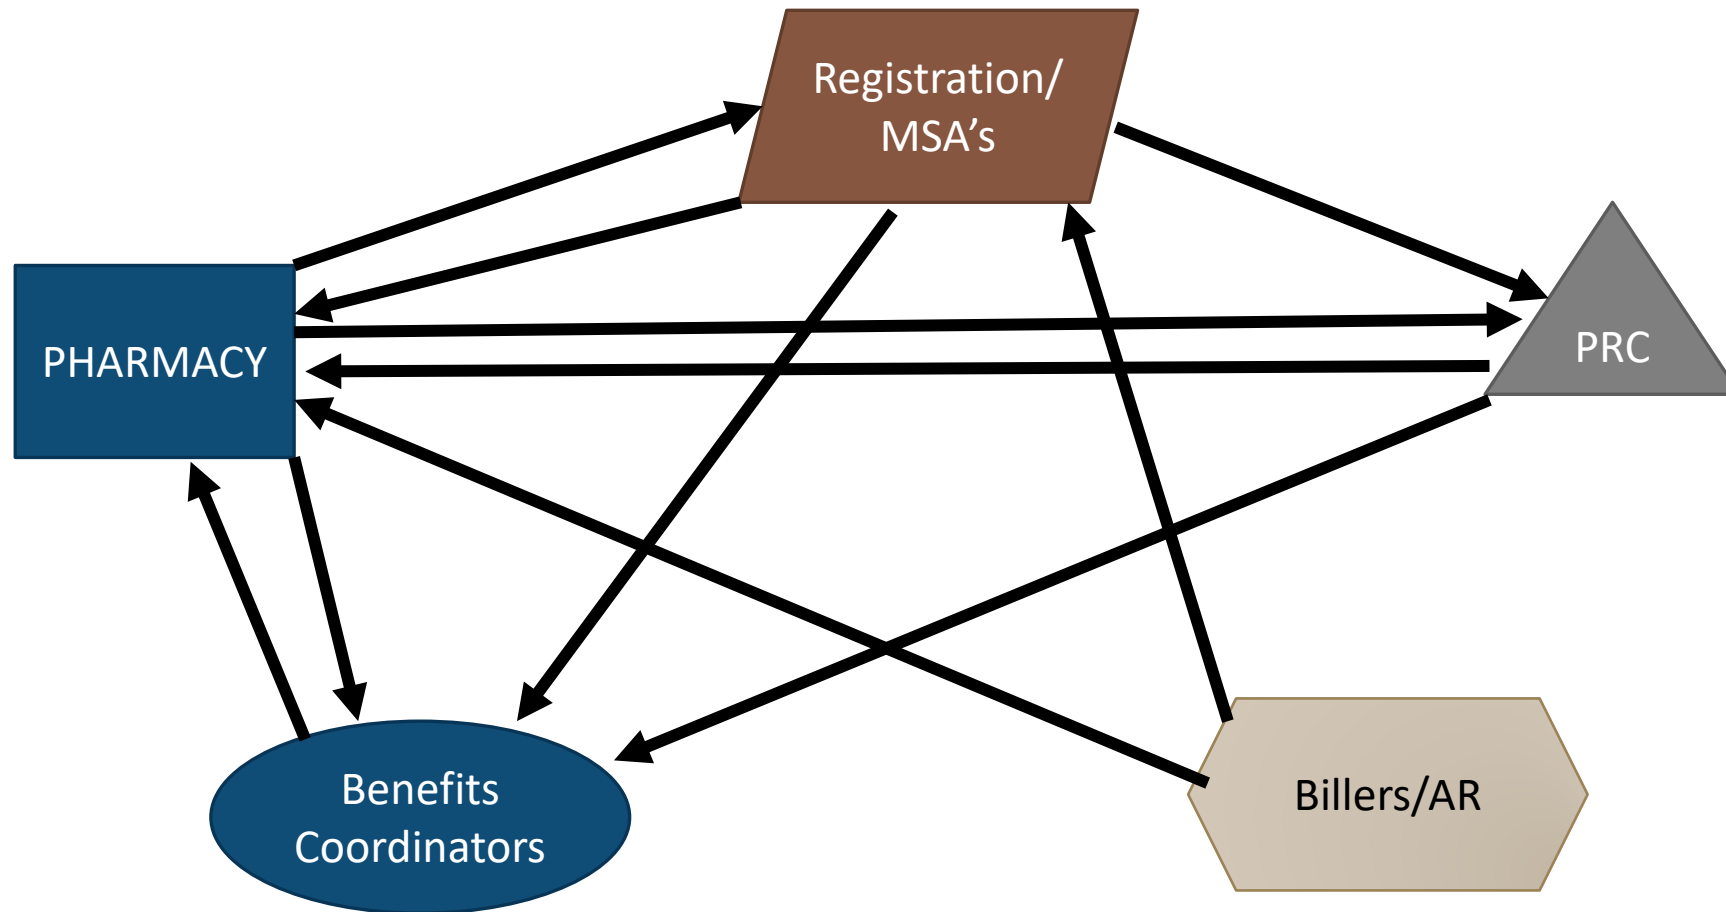 Registration/
MSA’s
PHARMACY
PRC
Benefits
Coordinators
Billers/AR